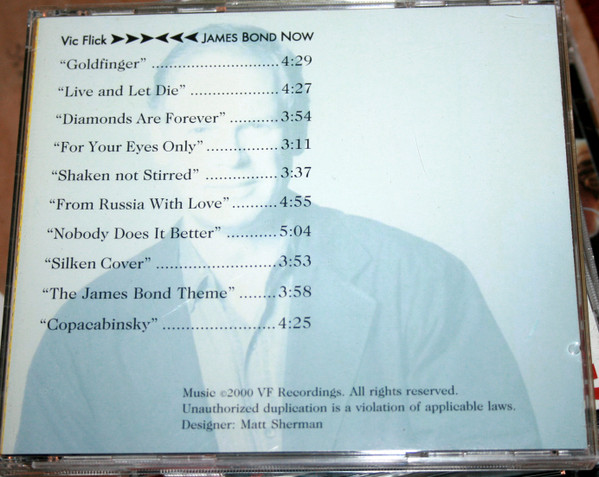 Vic Flick ➤➤➤➤⮜⮜⮜⮜ JAMES BOND NOW
“Goldfinger” ........................ 4:29
“Live and Let Die” ................. 4:27
“Diamonds Are Forever” .......... 3:54
“For Your Eyes Only” .............. 3:11
“Shaken not Stirred” .............. 3:37
“From Russia With Love” .......... 4:55
“Nobody Does It Better” ........... 5:04
“Silken Cover” ........................ 3:53
“The James Bond Theme” ........ 3:58
“Copacabinsky” ....................... 4:25
Music ©2000 VF Recordings. All rights reserved.
Unauthorized duplication is a violation of applicable laws.
Designer: Matt Sherman